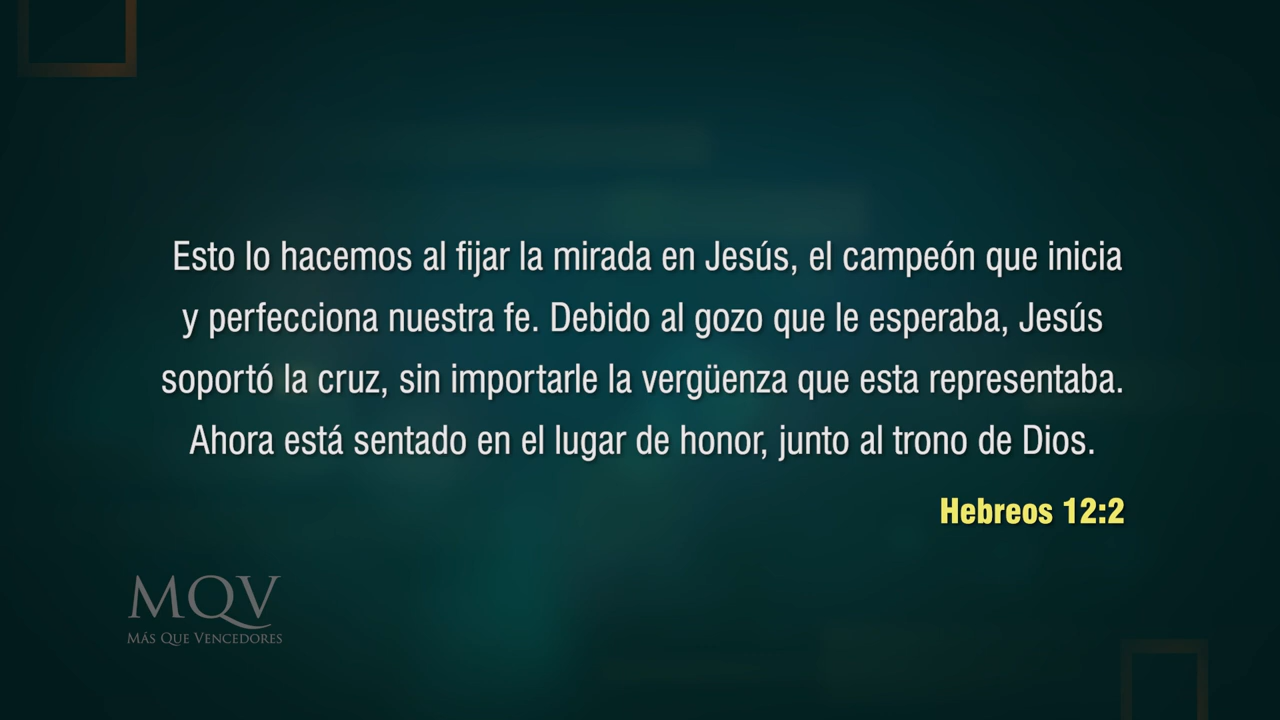 Esto lo hacemos al fijar la mirada en Jesús, el campeón que inicia
y perfecciona nuestra fe. Debido al gozo que le esperaba, Jesús
soportó la cruz, sin importarle la vergüenza que esta representaba.
Ahora está sentado en el lugar de honor, junto al trono de Dios.
Hebreos 12:2
MQV
MÁS QUE VENCEDORES